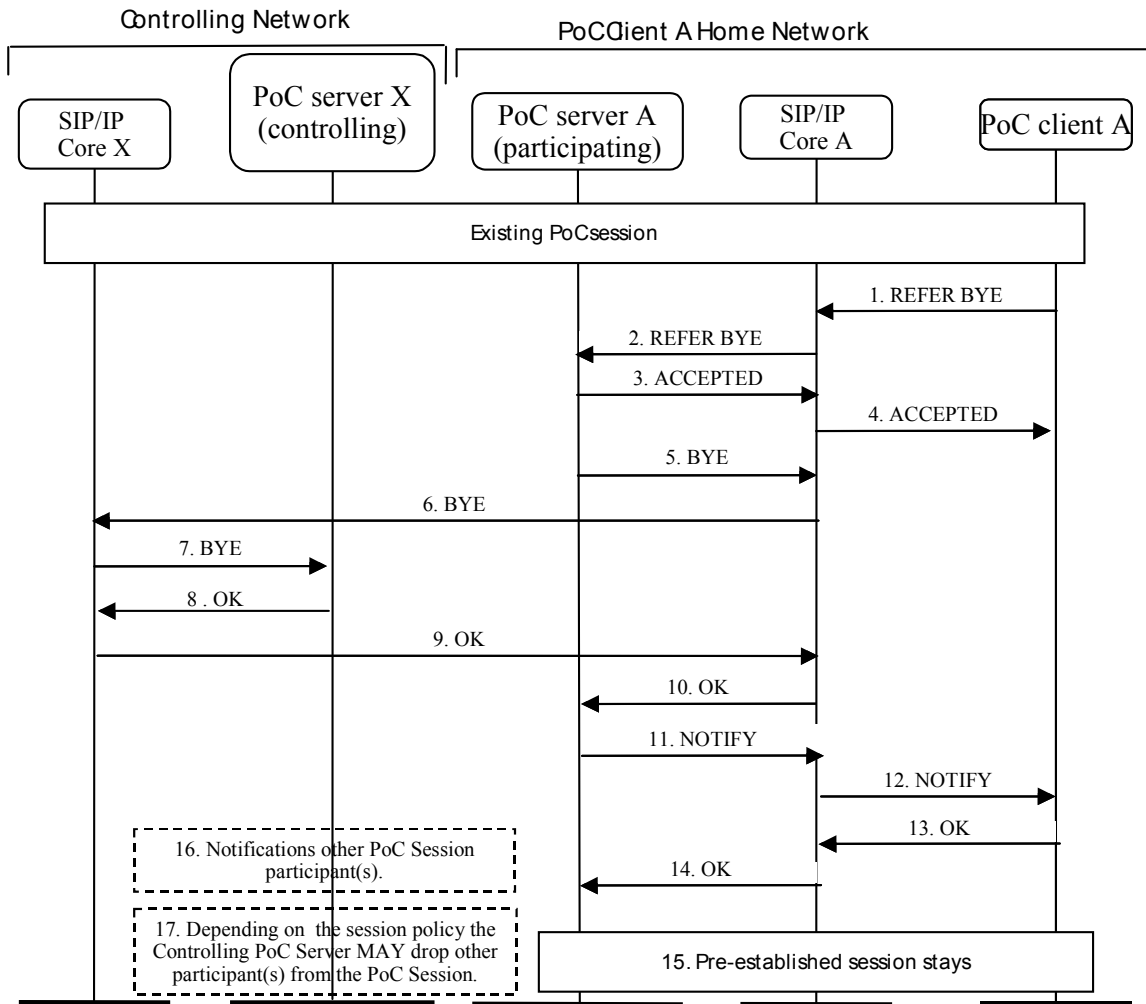 Controlling Network
PoCClient A Home Network
SIP/IP
Core X
PoC server X
(controlling)
PoC server A
(participating)
SIP/IP
Core A
PoC client A
Existing PoCsession
1. REFER BYE
2. REFER BYE
3. ACCEPTED
4. ACCEPTED
5. BYE
6. BYE
7. BYE
8 . OK
9. OK
10. OK
11. NOTIFY
12. NOTIFY
13. OK
14. OK
16. Notifications other PoC Session
participant(s).
17. Depending on the session policy the
Controlling PoC Server MAY drop other
participant(s) from the PoC Session.
15. Pre-established session stays